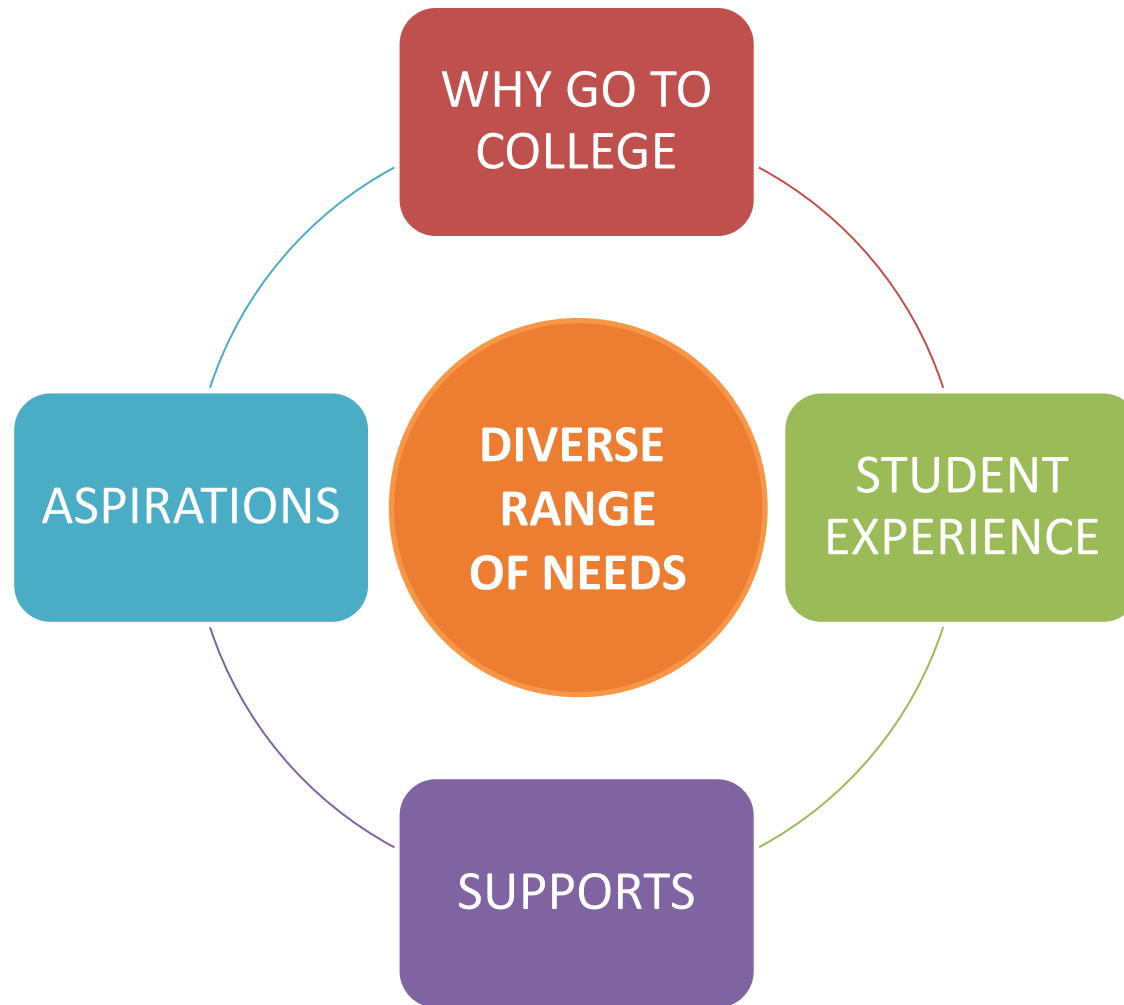 WHY GO TO
COLLEGE
ASPIRATIONS
DIVERSE
RANGE
OF NEEDS
STUDENT
EXPERIENCE
SUPPORTS